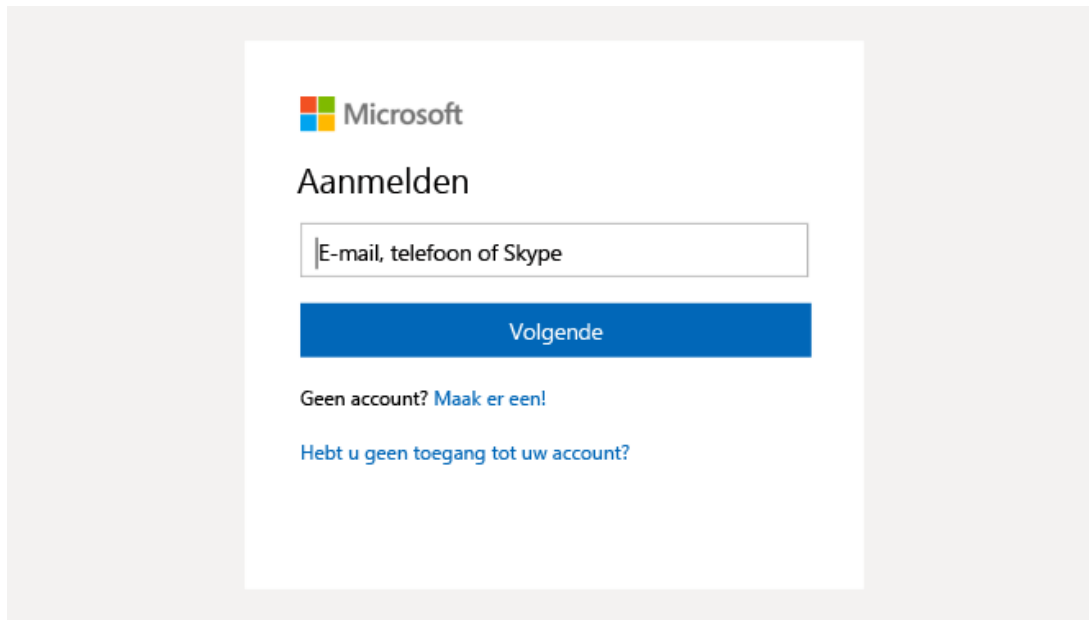 Microsoft
Aanmelden
E-mail, telefoon of Skype
Volgende
Geen account? Maak er een!
Hebt u geen toegang tot uw account?